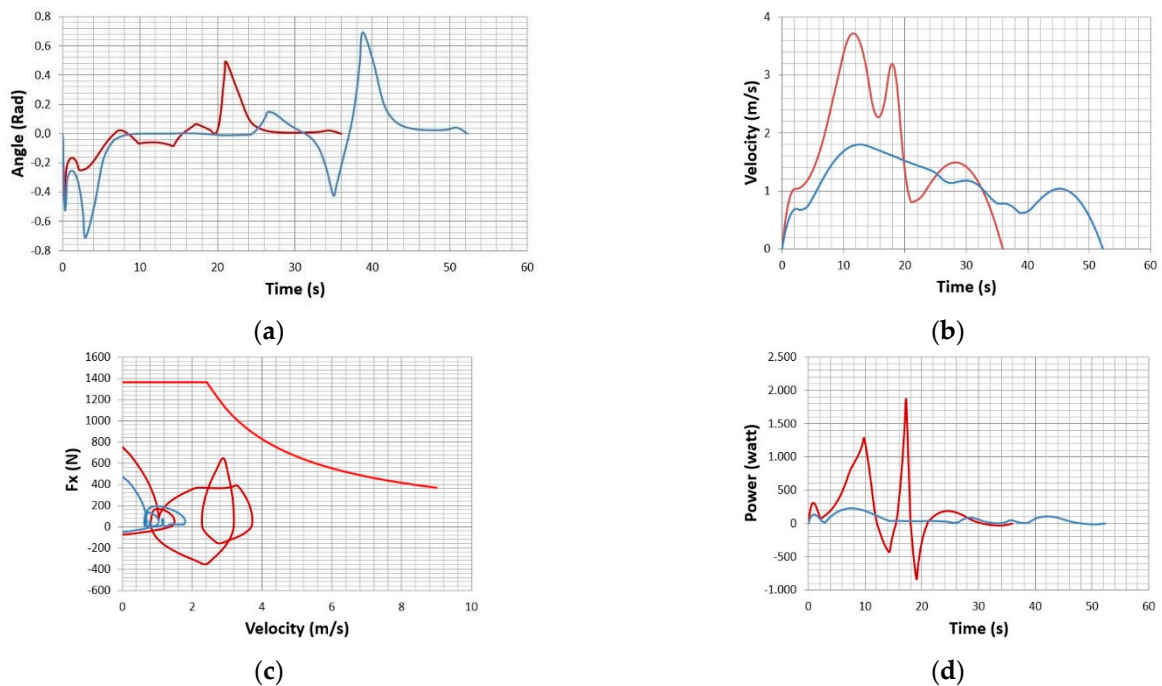 0.8
0.6
0.4
0.2
0.0
-0.2
-0.4
-0.6
-0.8
Angle (Rad)
0 10 20 30 40 50 60
Time (s)
(a)
4
3
2
1
0
Velocity (m/s)
0 10 20 30 40 50 60
Time (s)
(b)
1600
1400
1200
1000
800
600
400
200
0
-200
-400
-600
Fx (N)
0 2 4 6 8 10
Velocity (m/s)
(c)
2.500
2.000
1.500
1.000
500
0
-500
-1.000
Power (watt)
0 10 20 30 40 50 60
Time (s)
(d)